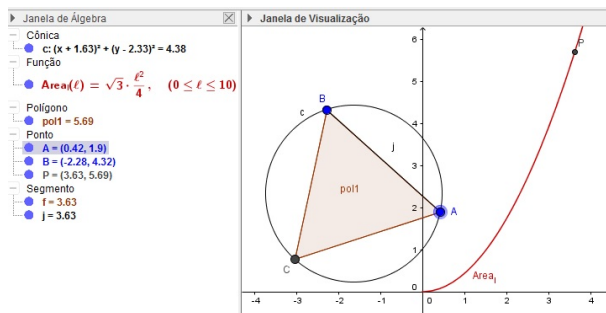 Janela de Álgebra
Cônica
c: (x + 1.63)² + (y - 2.33)² = 4.38
Função
Areaₗ(ℓ) = √3 · ℓ²/4, (0 ≤ ℓ ≤ 10)
Polígono
pol1 = 5.69
Ponto
A = (0.42, 1.9)
B = (-2.28, 4.32)
P = (3.63, 5.69)
Segmento
f = 3.63
j = 3.63
Janela de Visualização
6
P
5
B
c
4
j
3
pol1
2
A
1
C
Areaₗ
0
-4 -3 -2 -1 0 1 2 3 4